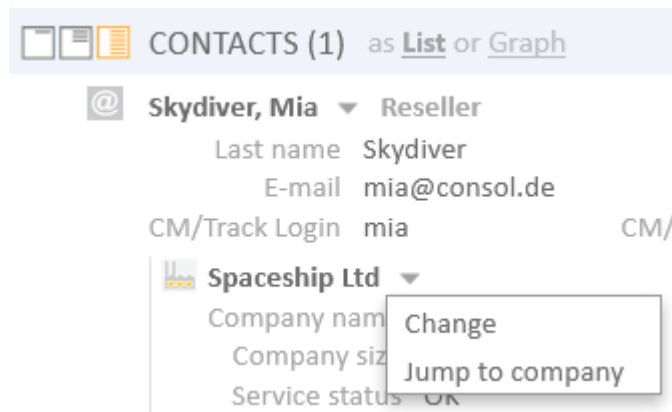 CONTACTS (1) as List or Graph
@ Skydiver, Mia Reseller
Last name Skydiver
E-mail mia@consol.de
CM/Track Login mia CM/
Spaceship Ltd
Company nam
Change
Company siz
Jump to company
Service status OK